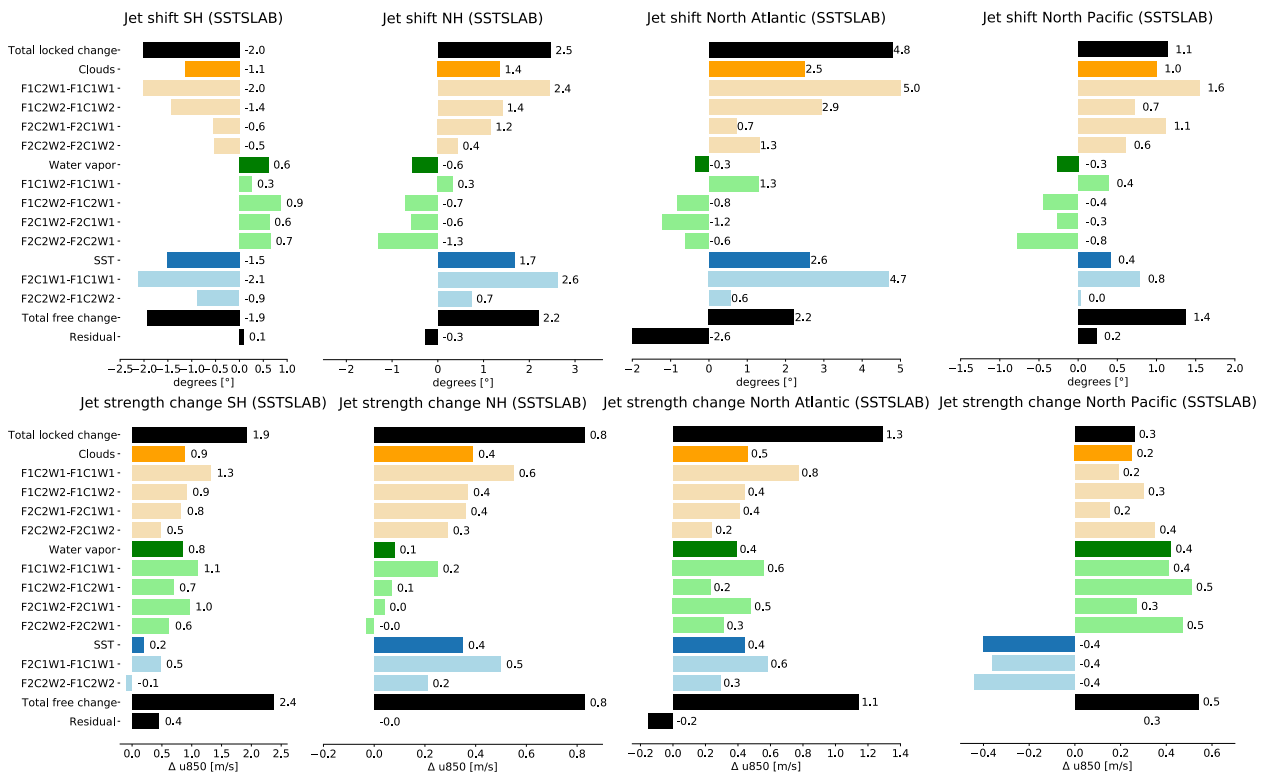 Jet shift SH (SSTSLAB)
Total locked change
-2.0
Clouds
-1.1
F1C2W1-F1C1W1
-2.0
F1C2W2-F1C1W2
-1.4
F2C2W1-F2C1W1
-0.6
F2C2W2-F2C1W2
-0.5
Water vapor
0.6
F1C1W2-F1C1W1
0.3
F1C2W2-F1C2W1
0.9
F2C1W2-F2C1W1
0.6
F2C2W2-F2C2W1
0.7
SST
-1.5
F2C1W1-F1C1W1
-2.1
F2C2W2-F1C2W2
-0.9
Total free change
-1.9
Residual
0.1
−2.5 −2.0 −1.5 −1.0 −0.5 0.0 0.5 1.0
degrees [°]
Jet shift NH (SSTSLAB)
2.5
1.4
2.4
1.4
1.2
0.4
-0.6
0.3
-0.7
-0.6
-1.3
1.7
2.6
0.7
2.2
-0.3
−2 −1 0 1 2 3
degrees [°]
Jet shift North Atlantic (SSTSLAB)
4.8
2.5
5.0
2.9
0.7
1.3
-0.3
1.3
-0.8
-1.2
-0.6
2.6
4.7
0.6
2.2
-2.6
−2 −1 0 1 2 3 4 5
degrees [°]
Jet shift North Pacific (SSTSLAB)
1.1
1.0
1.6
0.7
1.1
0.6
-0.3
0.4
-0.4
-0.3
-0.8
0.4
0.8
0.0
1.4
0.2
−1.5 −1.0 −0.5 0.0 0.5 1.0 1.5 2.0
degrees [°]
Jet strength change SH (SSTSLAB)
Total locked change
1.9
Clouds
0.9
F1C2W1-F1C1W1
1.3
F1C2W2-F1C1W2
0.9
F2C2W1-F2C1W1
0.8
F2C2W2-F2C1W2
0.5
Water vapor
0.8
F1C1W2-F1C1W1
1.1
F1C2W2-F1C2W1
0.7
F2C1W2-F2C1W1
1.0
F2C2W2-F2C2W1
0.6
SST
0.2
F2C1W1-F1C1W1
0.5
F2C2W2-F1C2W2
-0.1
Total free change
2.4
Residual
0.4
0.0 0.5 1.0 1.5 2.0 2.5
Δ u850 [m/s]
Jet strength change NH (SSTSLAB)
0.8
0.4
0.6
0.4
0.4
0.3
0.1
0.2
0.1
0.0
-0.0
0.4
0.5
0.2
0.8
-0.0
−0.2 0.0 0.2 0.4 0.6 0.8
Δ u850 [m/s]
Jet strength change North Atlantic (SSTSLAB)
1.3
0.5
0.8
0.4
0.4
0.2
0.4
0.6
0.2
0.5
0.3
0.4
0.6
0.3
1.1
-0.2
−0.2 0.0 0.2 0.4 0.6 0.8 1.0 1.2 1.4
Δ u850 [m/s]
Jet strength change North Pacific (SSTSLAB)
0.3
0.2
0.2
0.3
0.2
0.4
0.4
0.4
0.5
0.3
0.5
-0.4
-0.4
-0.4
0.5
0.3
−0.4 −0.2 0.0 0.2 0.4 0.6
Δ u850 [m/s]